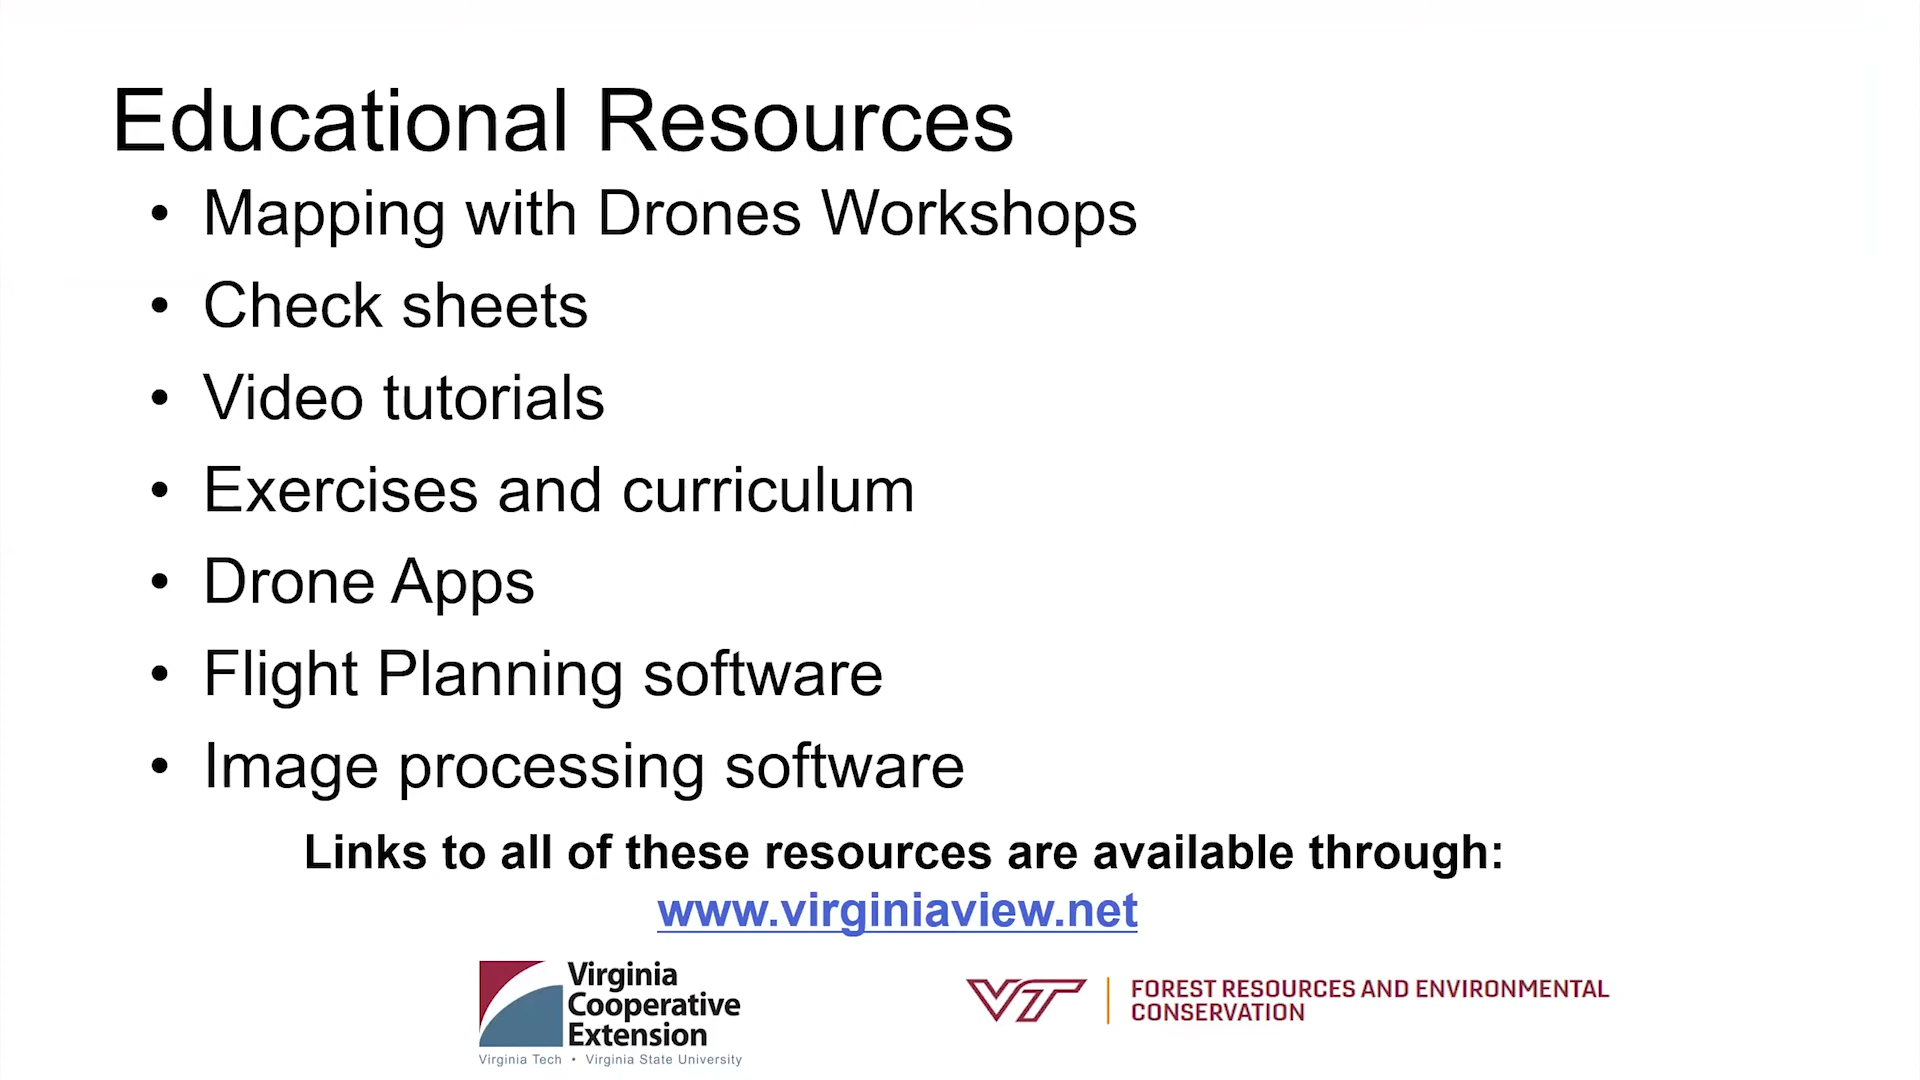 Educational Resources
• Mapping with Drones Workshops
• Check sheets
• Video tutorials
• Exercises and curriculum
• Drone Apps
• Flight Planning software
• Image processing software
Links to all of these resources are available through:
www.virginiaview.net
Virginia
Cooperative
Extension
Virginia Tech • Virginia State University
VT
FOREST RESOURCES AND ENVIRONMENTAL
CONSERVATION